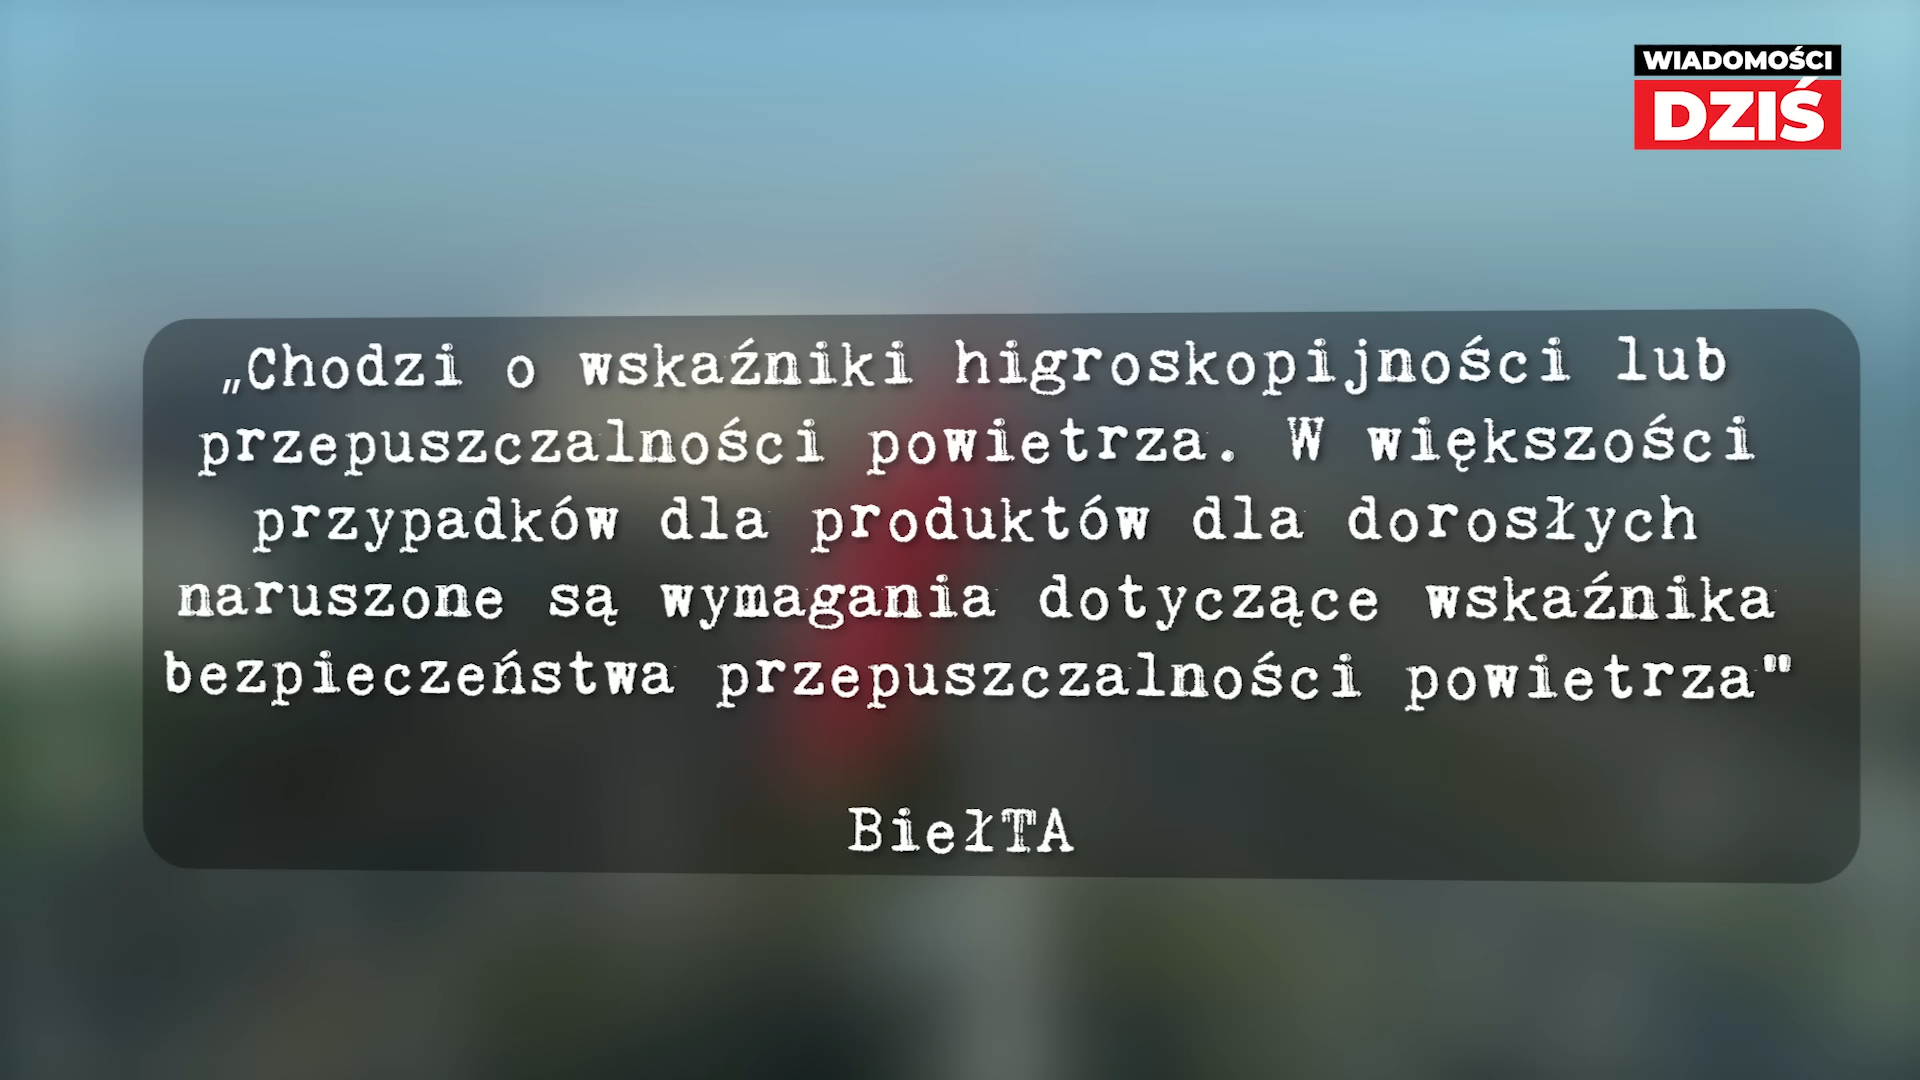 WIADOMOŚCI
DZIŚ
„Chodzi o wskaźniki higroskopijności lub
przepuszczalności powietrza. W większości
przypadków dla produktów dla dorosłych
naruszone są wymagania dotyczące wskaźnika
bezpieczeństwa przepuszczalności powietrza"
BiełTA